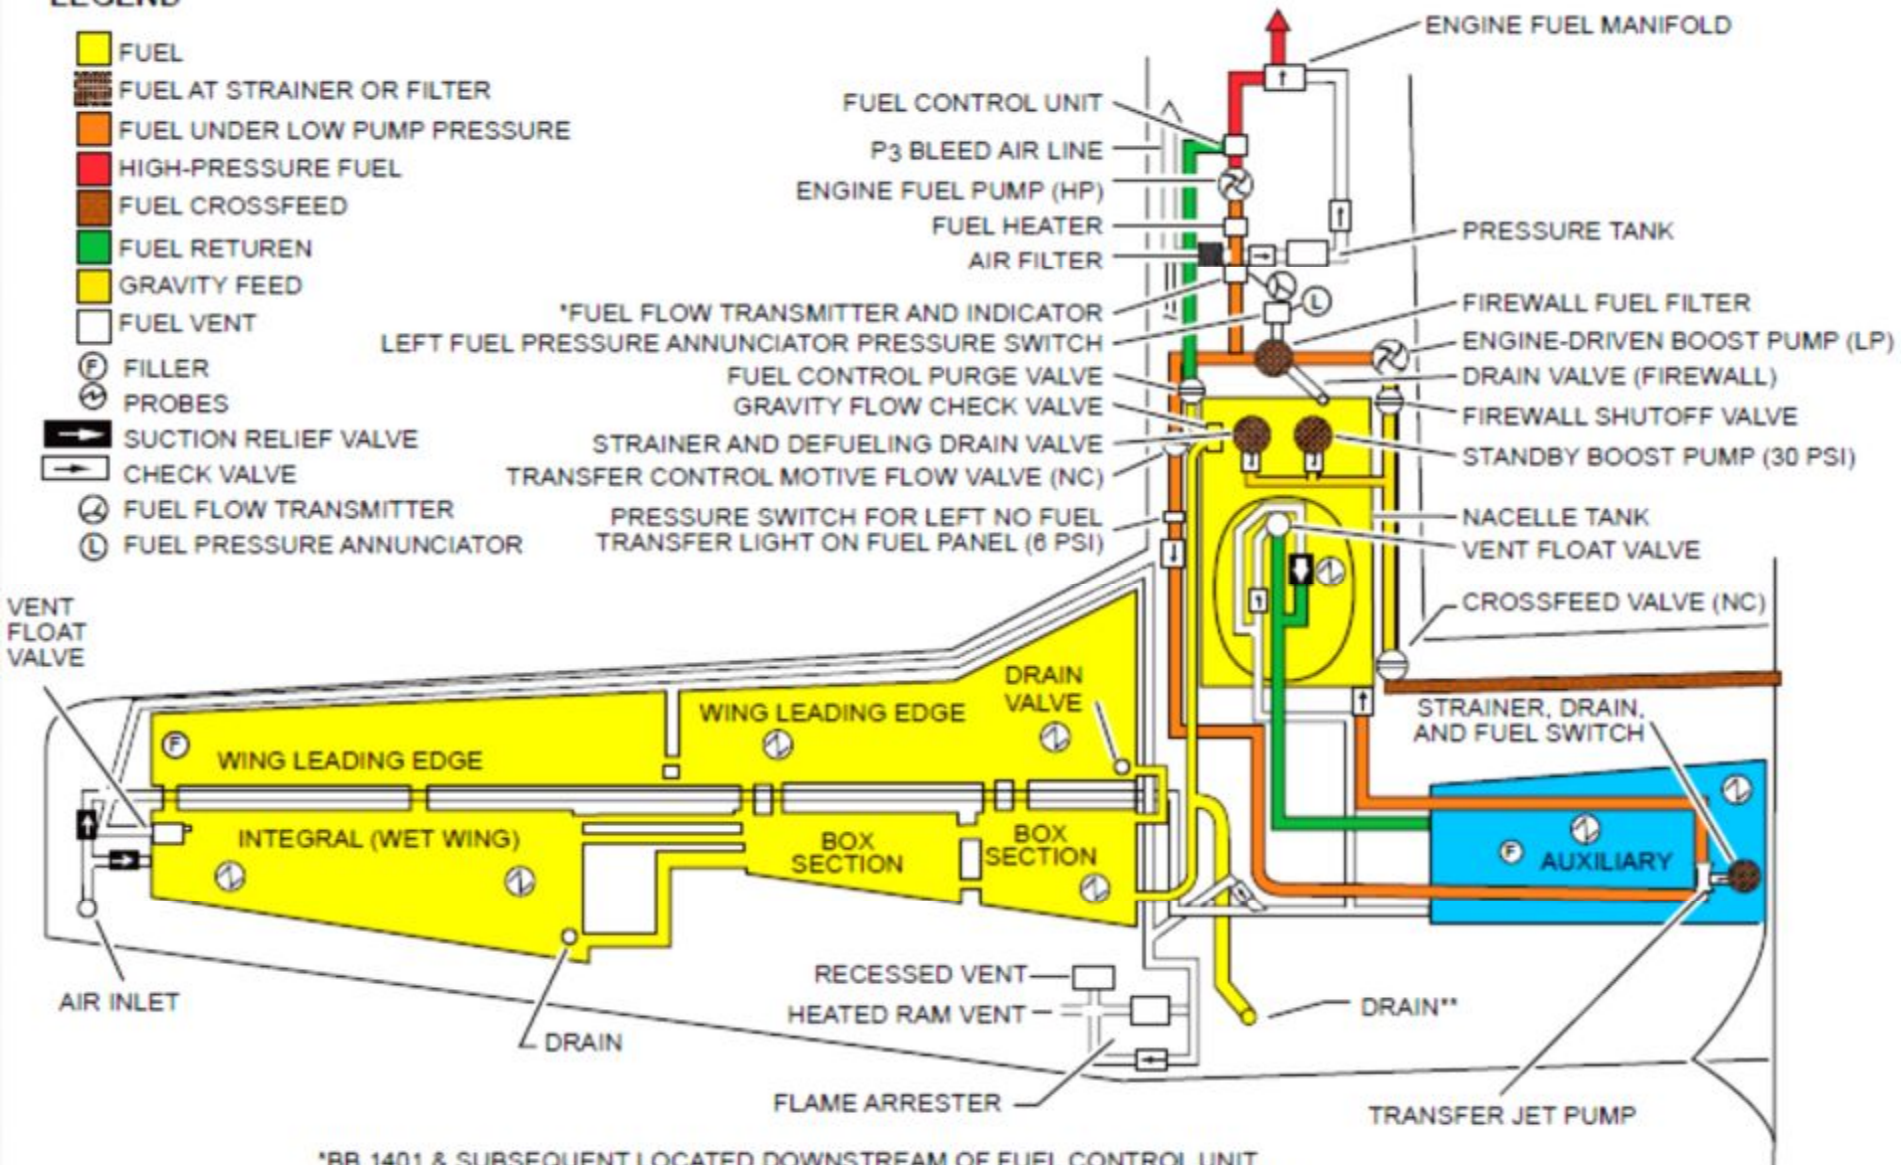 LEGEND
FUEL
FUEL AT STRAINER OR FILTER
FUEL UNDER LOW PUMP PRESSURE
HIGH-PRESSURE FUEL
FUEL CROSSFEED
FUEL RETUREN
GRAVITY FEED
FUEL VENT
F FILLER
PROBES
SUCTION RELIEF VALVE
CHECK VALVE
FUEL FLOW TRANSMITTER
L FUEL PRESSURE ANNUNCIATOR
FUEL CONTROL UNIT
P3 BLEED AIR LINE
ENGINE FUEL PUMP (HP)
FUEL HEATER
AIR FILTER
*FUEL FLOW TRANSMITTER AND INDICATOR
LEFT FUEL PRESSURE ANNUNCIATOR PRESSURE SWITCH
FUEL CONTROL PURGE VALVE
GRAVITY FLOW CHECK VALVE
STRAINER AND DEFUELING DRAIN VALVE
TRANSFER CONTROL MOTIVE FLOW VALVE (NC)
PRESSURE SWITCH FOR LEFT NO FUEL
TRANSFER LIGHT ON FUEL PANEL (6 PSI)
L
ENGINE FUEL MANIFOLD
PRESSURE TANK
FIREWALL FUEL FILTER
ENGINE-DRIVEN BOOST PUMP (LP)
DRAIN VALVE (FIREWALL)
FIREWALL SHUTOFF VALVE
STANDBY BOOST PUMP (30 PSI)
NACELLE TANK
VENT FLOAT VALVE
CROSSFEED VALVE (NC)
STRAINER, DRAIN,
AND FUEL SWITCH
VENT
FLOAT
VALVE
F
WING LEADING EDGE
WING LEADING EDGE
DRAIN
VALVE
INTEGRAL (WET WING)
BOX
SECTION
BOX
SECTION
F
AUXILIARY
AIR INLET
DRAIN
RECESSED VENT
HEATED RAM VENT
FLAME ARRESTER
DRAIN**
TRANSFER JET PUMP
*BB 1401 & SUBSEQUENT LOCATED DOWNSTREAM OF FUEL CONTROL UNIT